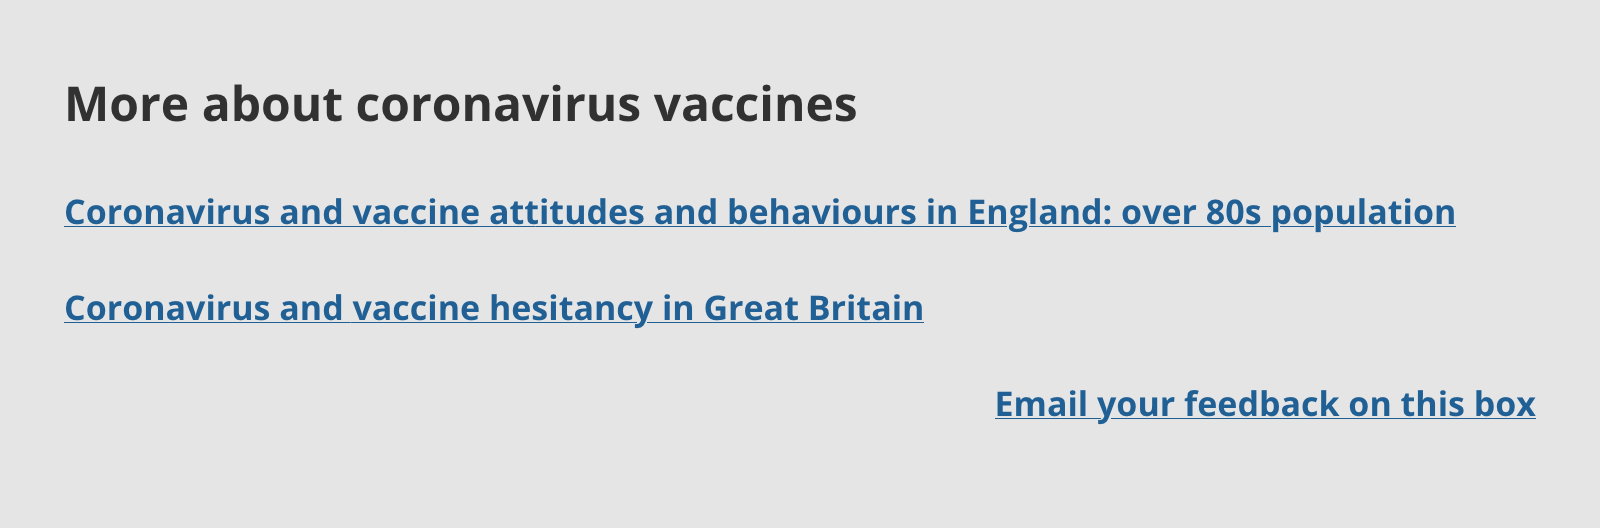 More about coronavirus vaccines
Coronavirus and vaccine attitudes and behaviours in England: over 80s population
Coronavirus and vaccine hesitancy in Great Britain
Email your feedback on this box